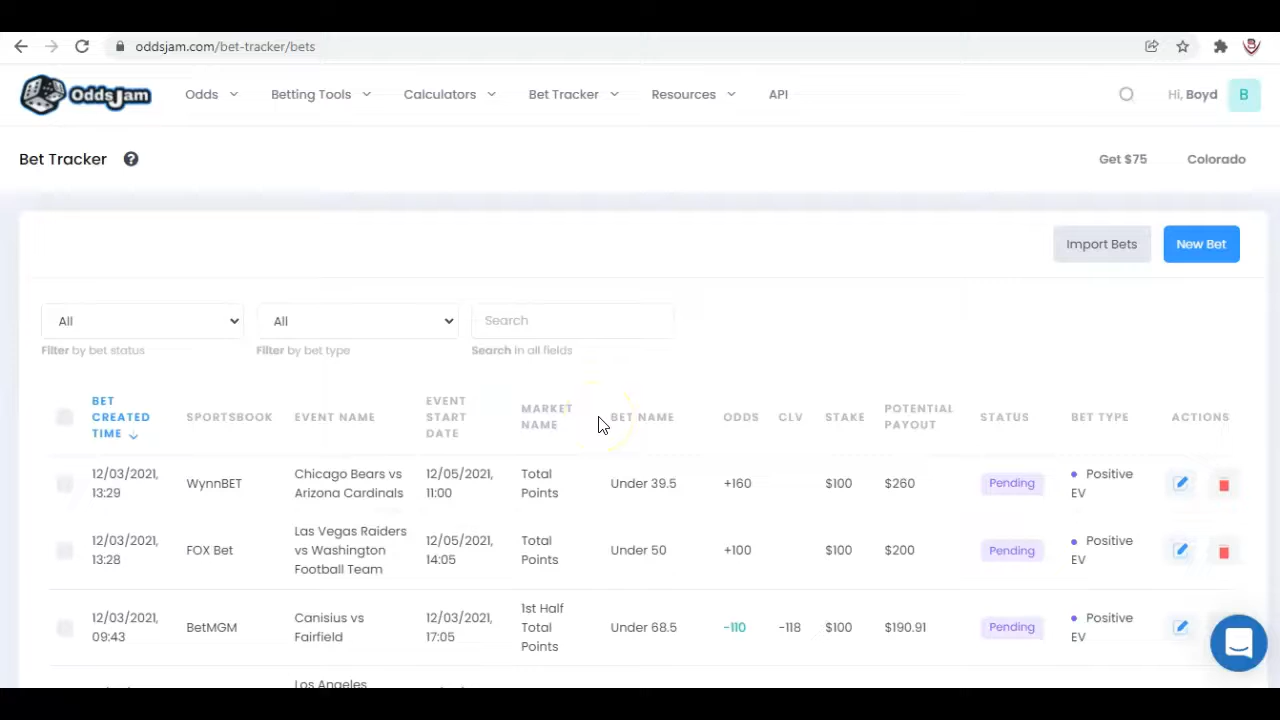 oddsjam.com/bet-tracker/bets
OddsJam
Odds
Betting Tools
Calculators
Bet Tracker
Resources
API
Hi, Boyd
B
Bet Tracker ?
Get $75
Colorado
Import Bets
New Bet
All
All
Search
Filter by bet status
Filter by bet type
Search in all fields
BET
CREATED
TIME
SPORTSBOOK
EVENT NAME
EVENT
START
DATE
MARKET
NAME
BET NAME
ODDS
CLV
STAKE
POTENTIAL
PAYOUT
STATUS
BET TYPE
ACTIONS
12/03/2021,
13:29
WynnBET
Chicago Bears vs
Arizona Cardinals
12/05/2021,
11:00
Total
Points
Under 39.5
+160
$100
$260
Pending
Positive
EV
12/03/2021,
13:28
FOX Bet
Las Vegas Raiders
vs Washington
Football Team
12/05/2021,
14:05
Total
Points
Under 50
+100
$100
$200
Pending
Positive
EV
12/03/2021,
09:43
BetMGM
Canisius vs
Fairfield
12/03/2021,
17:05
1st Half
Total
Points
Under 68.5
-110
-118
$100
$190.91
Pending
Positive
EV
Los Angeles